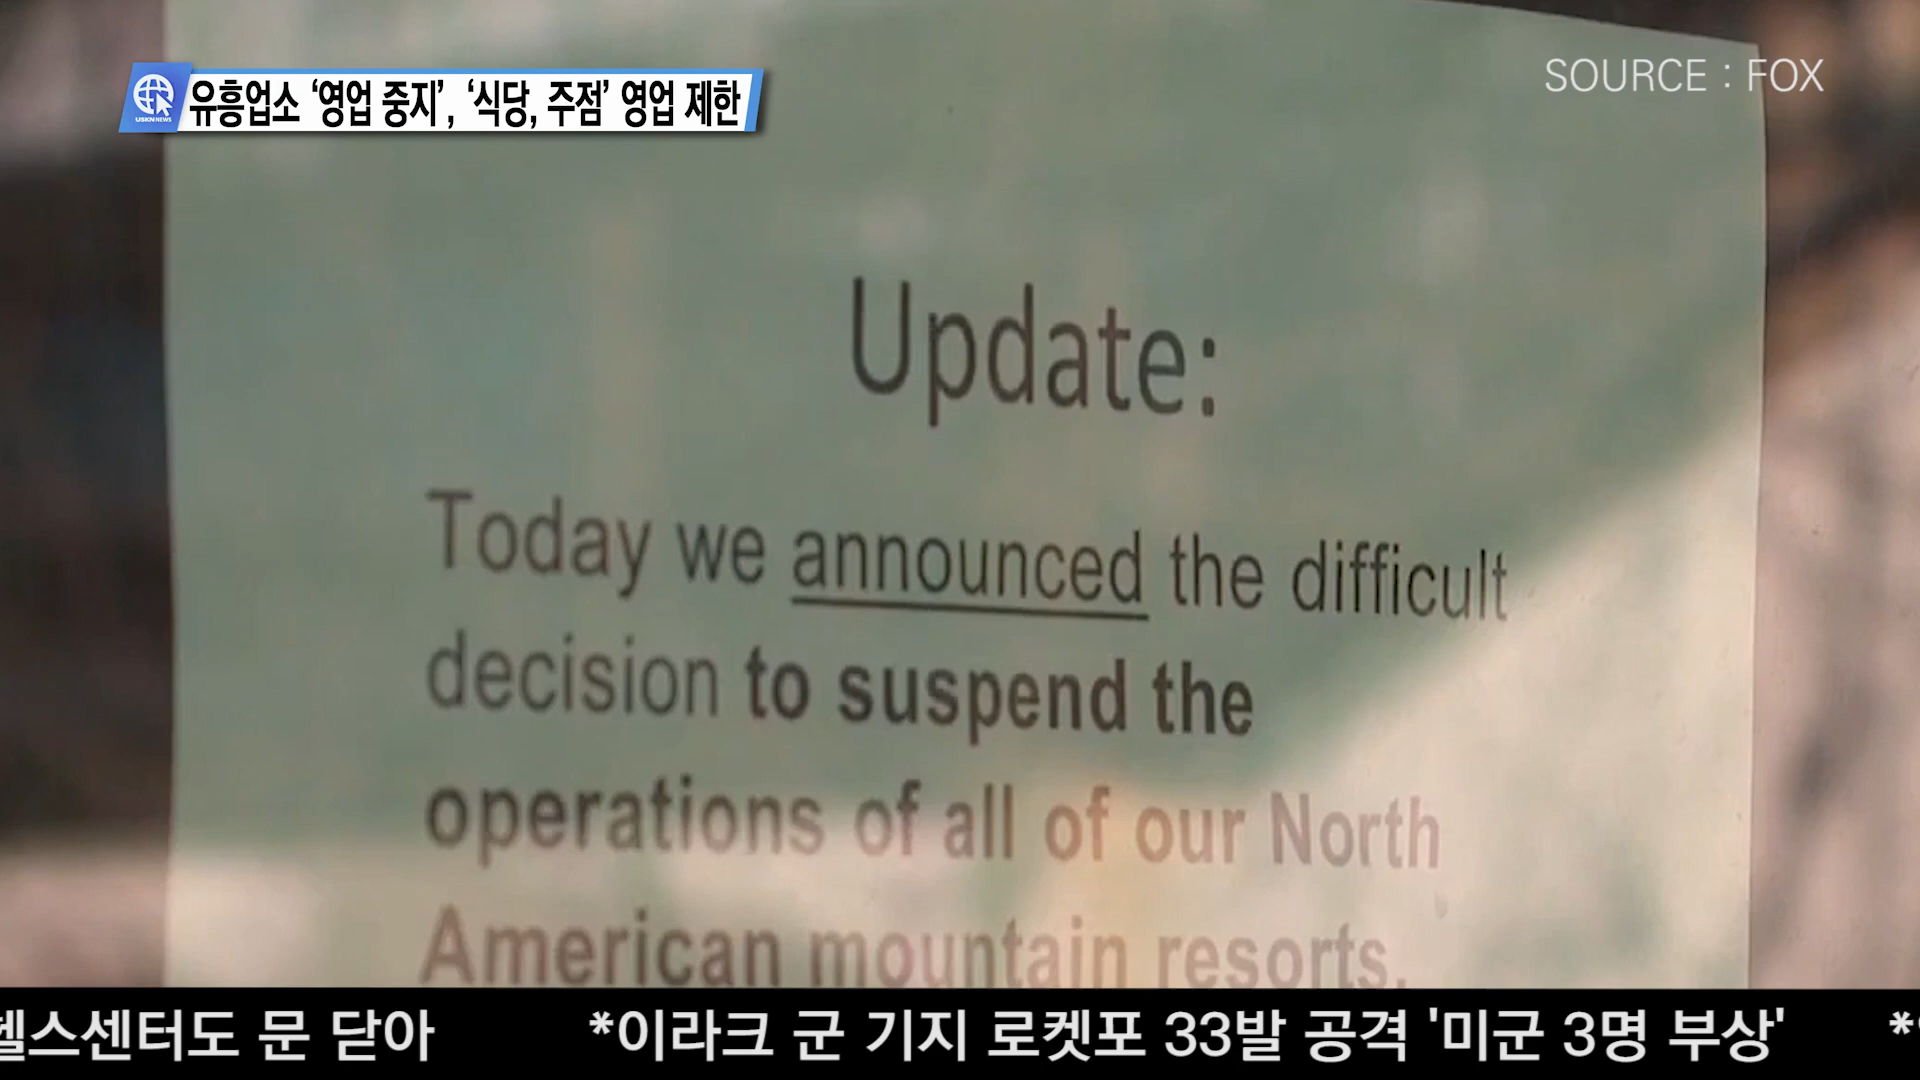 SOURCE : FOX
USKN NEWS
유흥업소 ‘영업 중지’, ‘식당, 주점’ 영업 제한
Update:
Today we announced the difficult
decision to suspend the
operations of all of our North
American mountain resorts.
헬스센터도 문 닫아 *이라크 군 기지 로켓포 33발 공격 '미군 3명 부상' *